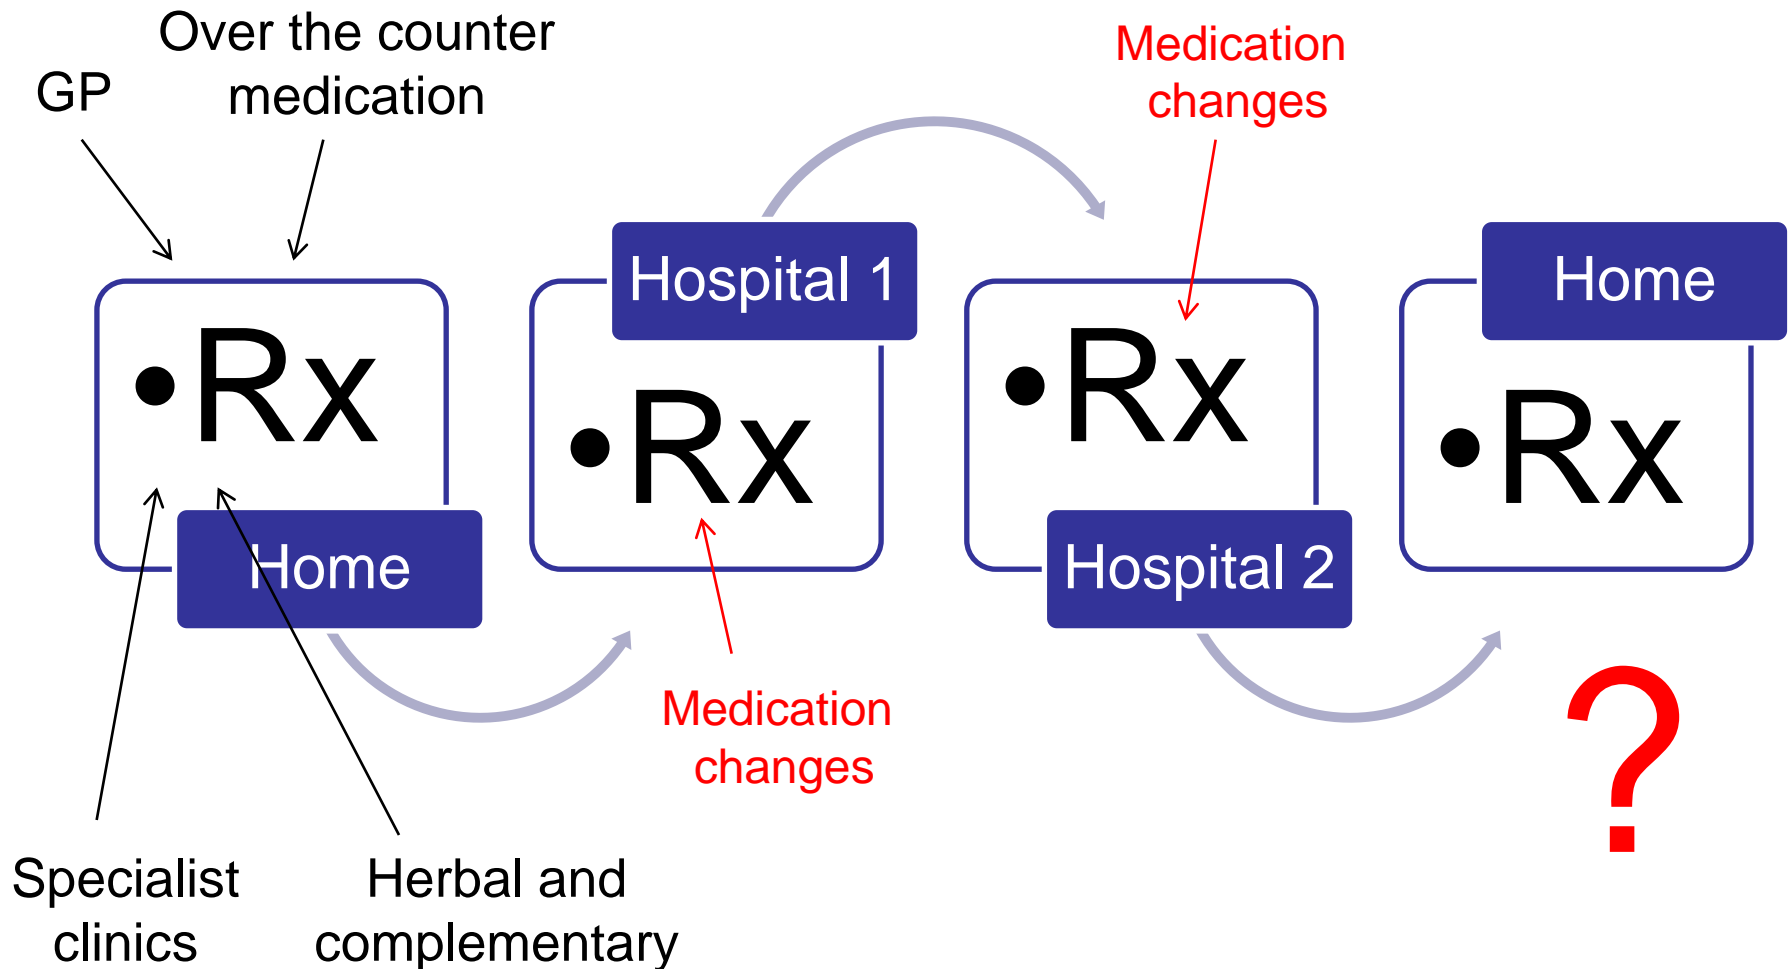 Over the counter
medication
GP
Medication
changes
Hospital 1
Home
•Rx
•Rx
•Rx
•Rx
Home
Hospital 2
Medication
changes
?
Specialist
clinics
Herbal and
complementary